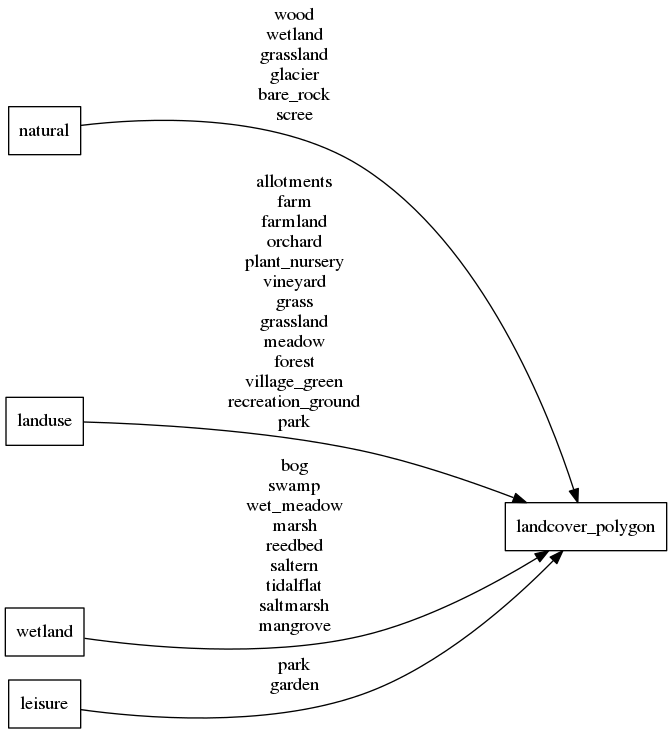 wood
wetland
grassland
glacier
bare_rock
scree
natural
allotments
farm
farmland
orchard
plant_nursery
vineyard
grass
grassland
meadow
forest
village_green
recreation_ground
park
landuse
bog
swamp
wet_meadow
marsh
reedbed
saltern
tidalflat
saltmarsh
mangrove
landcover_polygon
wetland
park
garden
leisure